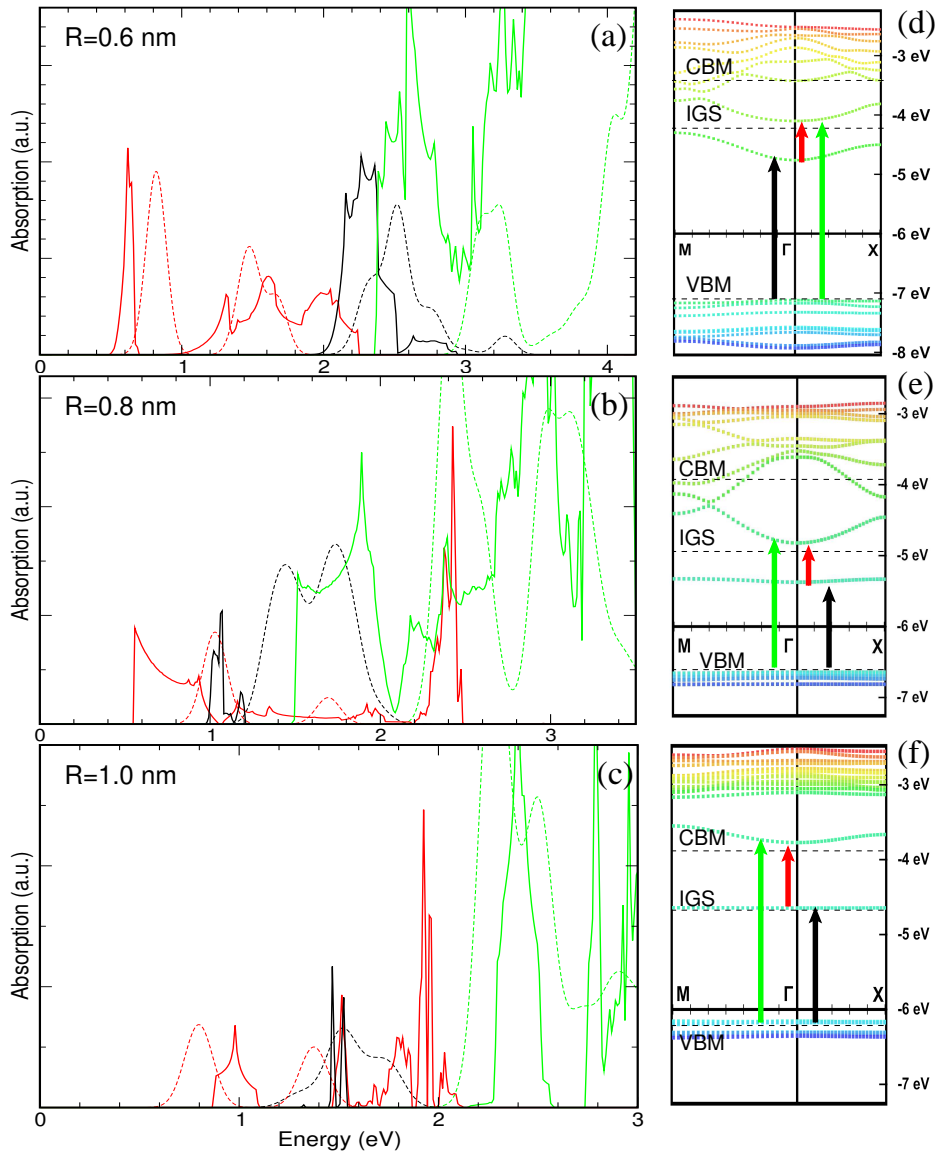 R=0.6 nm
(a)
Absorption (a.u.)
0 1 2 3 4
(d)
CBM
IGS
VBM
M Γ X
-3 eV
-4 eV
-5 eV
-6 eV
-7 eV
-8 eV
R=0.8 nm
(b)
Absorption (a.u.)
0 1 2 3
(e)
CBM
IGS
VBM
M Γ X
-3 eV
-4 eV
-5 eV
-6 eV
-7 eV
R=1.0 nm
(c)
Absorption (a.u.)
0 1 2 3
Energy (eV)
(f)
CBM
IGS
VBM
M Γ X
-3 eV
-4 eV
-5 eV
-6 eV
-7 eV